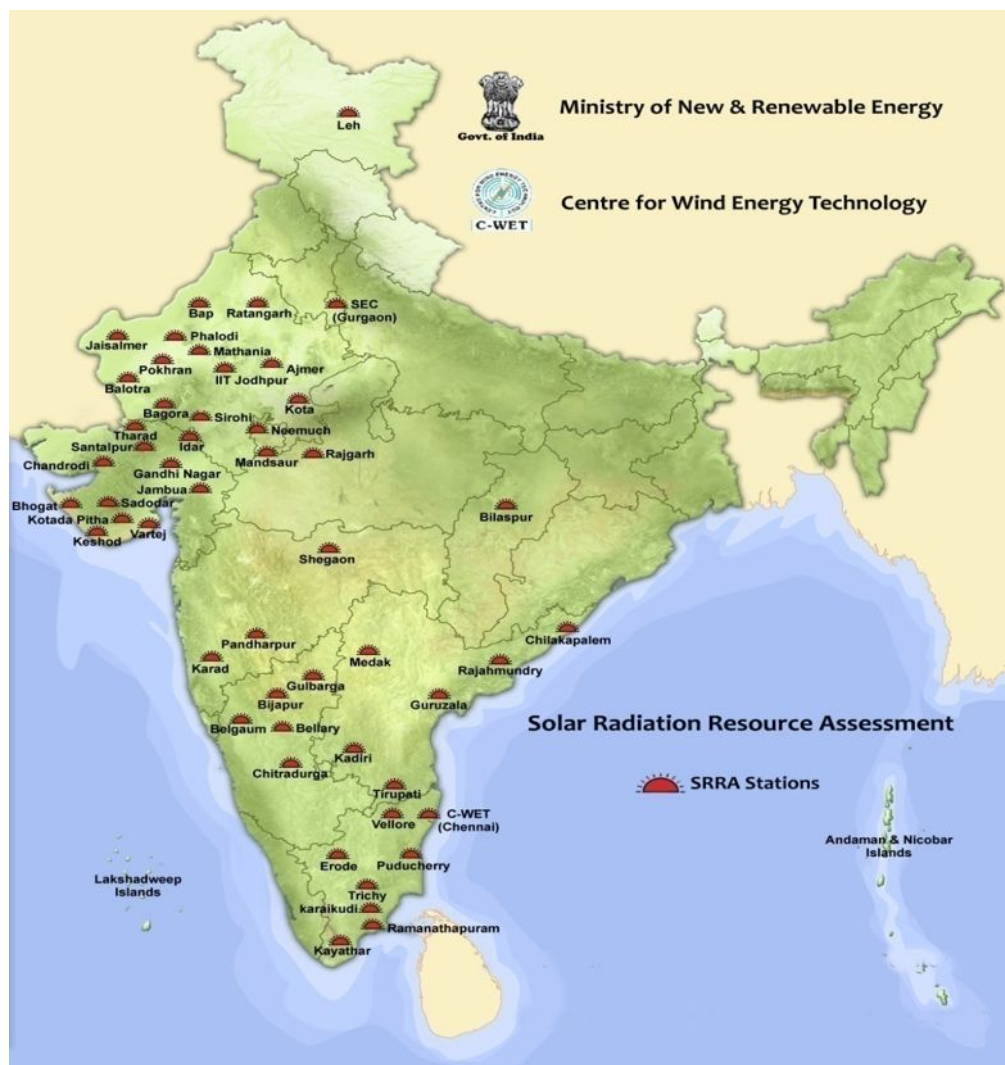 Leh
Govt. of India
Ministry of New & Renewable Energy
C-WET
Centre for Wind Energy Technology
Bap
Ratangarh
SEC
(Gurgaon)
Jaisalmer
Phalodi
Mathania
Pokhran
IIT Jodhpur
Ajmer
Balotra
Bagora
Sirohi
Kota
Tharad
Neemuch
Santalpur
Idar
Chandrodi
Gandhi Nagar
Mandsaur
Rajgarh
Jambua
Bhogat
Sadodar
Kotada Pitha
Vartej
Keshod
Bilaspur
Shegaon
Pandharpur
Chilakapalem
Karad
Medak
Rajahmundry
Gulbarga
Bijapur
Guruzala
Belgaum
Bellary
Solar Radiation Resource Assessment
Kadiri
Chitradurga
SRRA Stations
Tirupati
Vellore
C-WET
(Chennai)
Andaman & Nicobar
Islands
Erode
Puducherry
Lakshadweep
Islands
Trichy
karaikudi
Ramanathapuram
Kayathar